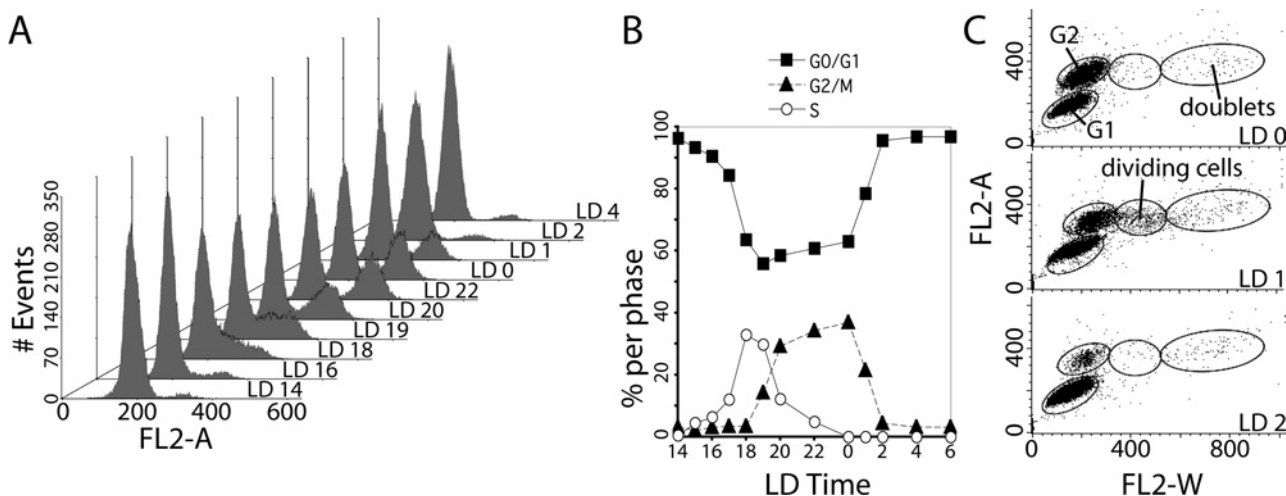 A
# Events
350
280
210
140
70
0
0
200
400
600
FL2-A
LD 4
LD 2
LD 1
LD 0
LD 22
LD 20
LD 19
LD 18
LD 16
LD 14
B
G0/G1
G2/M
S
% per phase
100
80
60
40
20
0
14
16
18
20
22
0
2
4
6
LD Time
C
FL2-A
400
0
G2
G1
doublets
LD 0
400
0
dividing cells
LD 1
400
0
LD 2
0
400
800
FL2-W